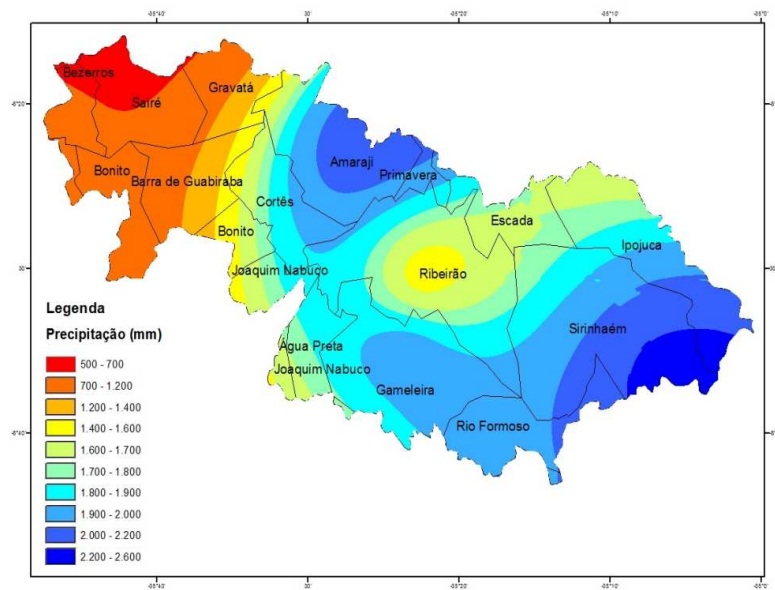 Bezerros
Sairé
Gravatá
Bonito
Barra de Guabiraba
Amaraji
Primavera
Cortês
Bonito
Escada
Ipojuca
Joaquim Nabuco
Ribeirão
Sirinhaém
Água Preta
Joaquim Nabuco
Gameleira
Rio Formoso
Legenda
Precipitação (mm)
500 - 700
700 - 1.200
1.200 - 1.400
1.400 - 1.600
1.600 - 1.700
1.700 - 1.800
1.800 - 1.900
1.900 - 2.000
2.000 - 2.200
2.200 - 2.600